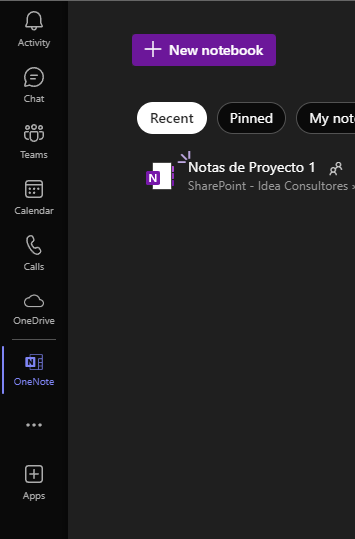 Activity
Chat
Teams
Calendar
Calls
OneDrive
OneNote
Apps
New notebook
Recent
Pinned
My not
Notas de Proyecto 1
SharePoint - Idea Consultores »